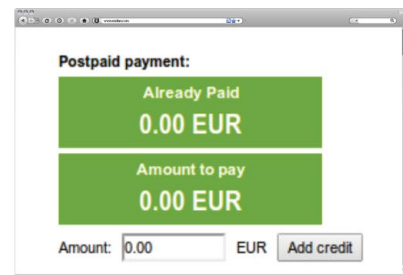 Postpaid payment:
Already Paid
0.00 EUR
Amount to pay
0.00 EUR
Amount: 0.00 EUR Add credit